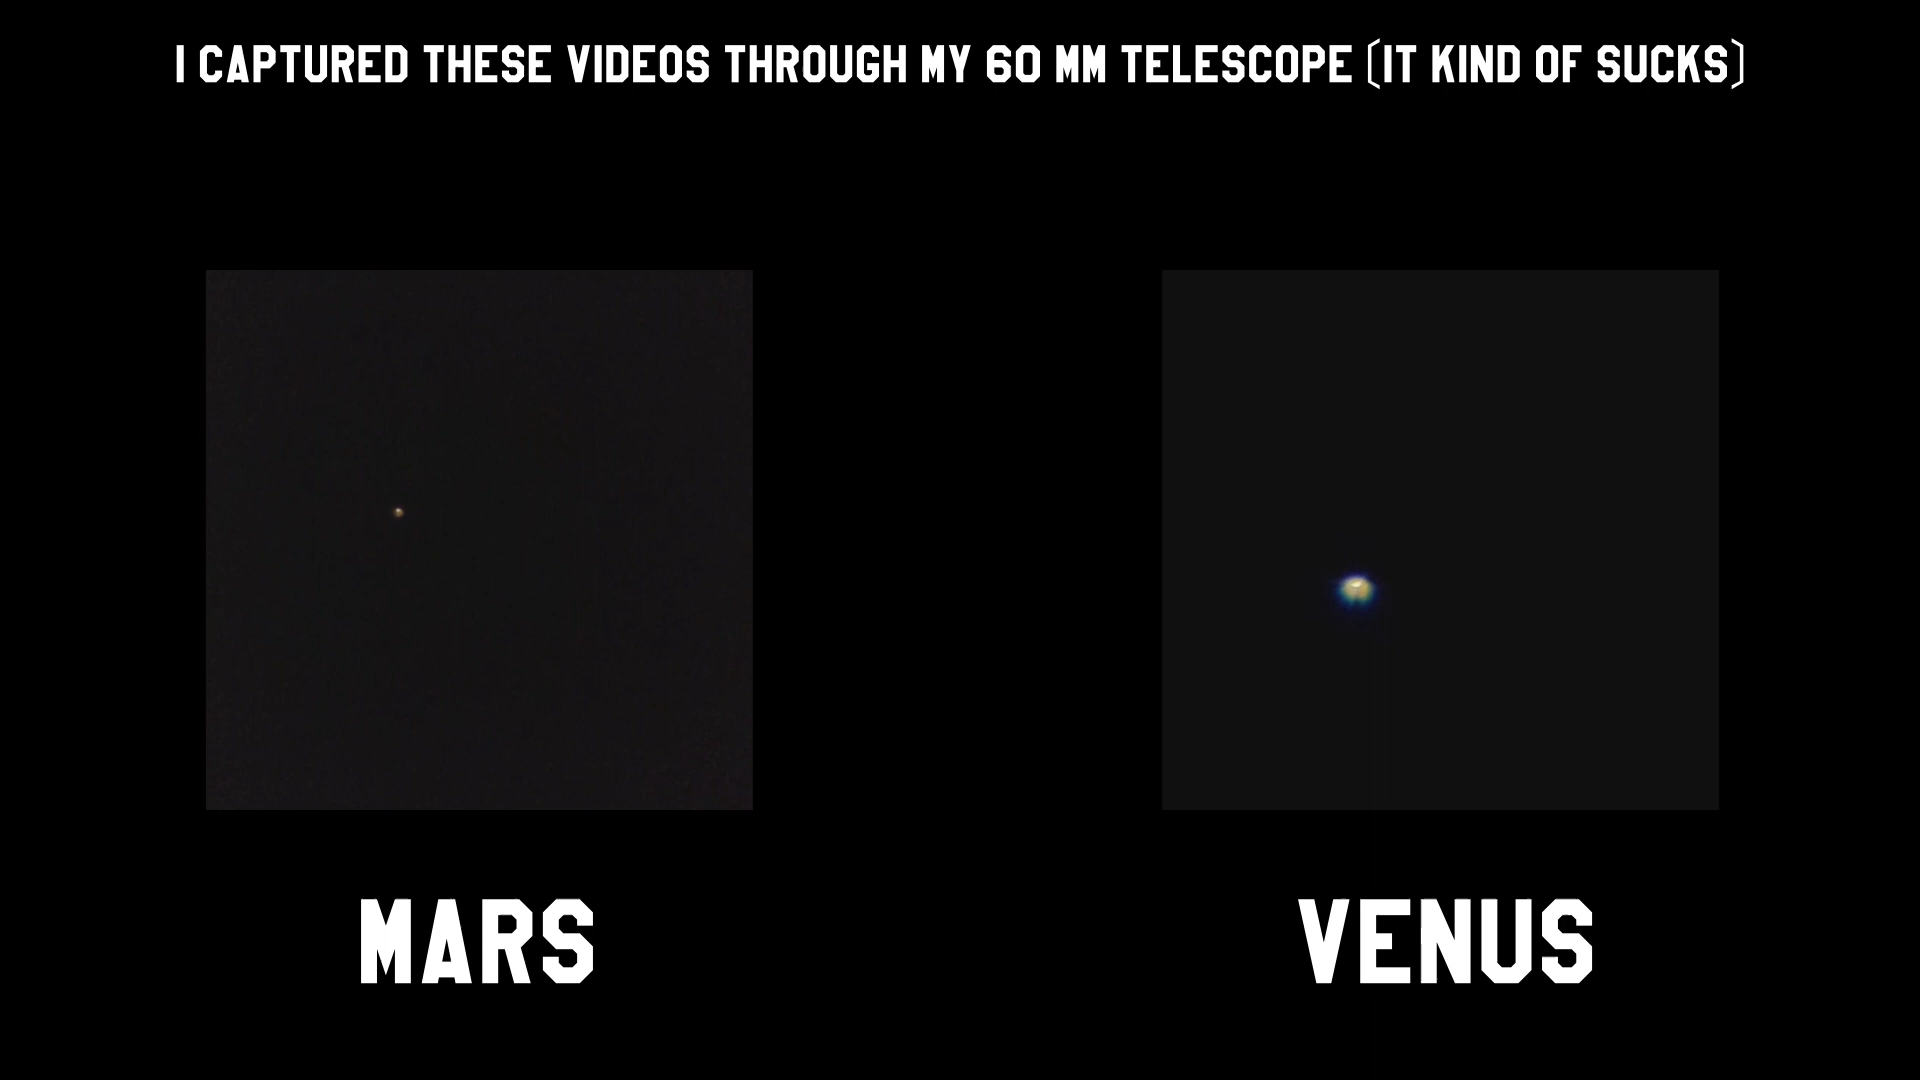 I CAPTURED THESE VIDEOS THROUGH MY 60 MM TELESCOPE (IT KIND OF SUCKS)
MARS
VENUS